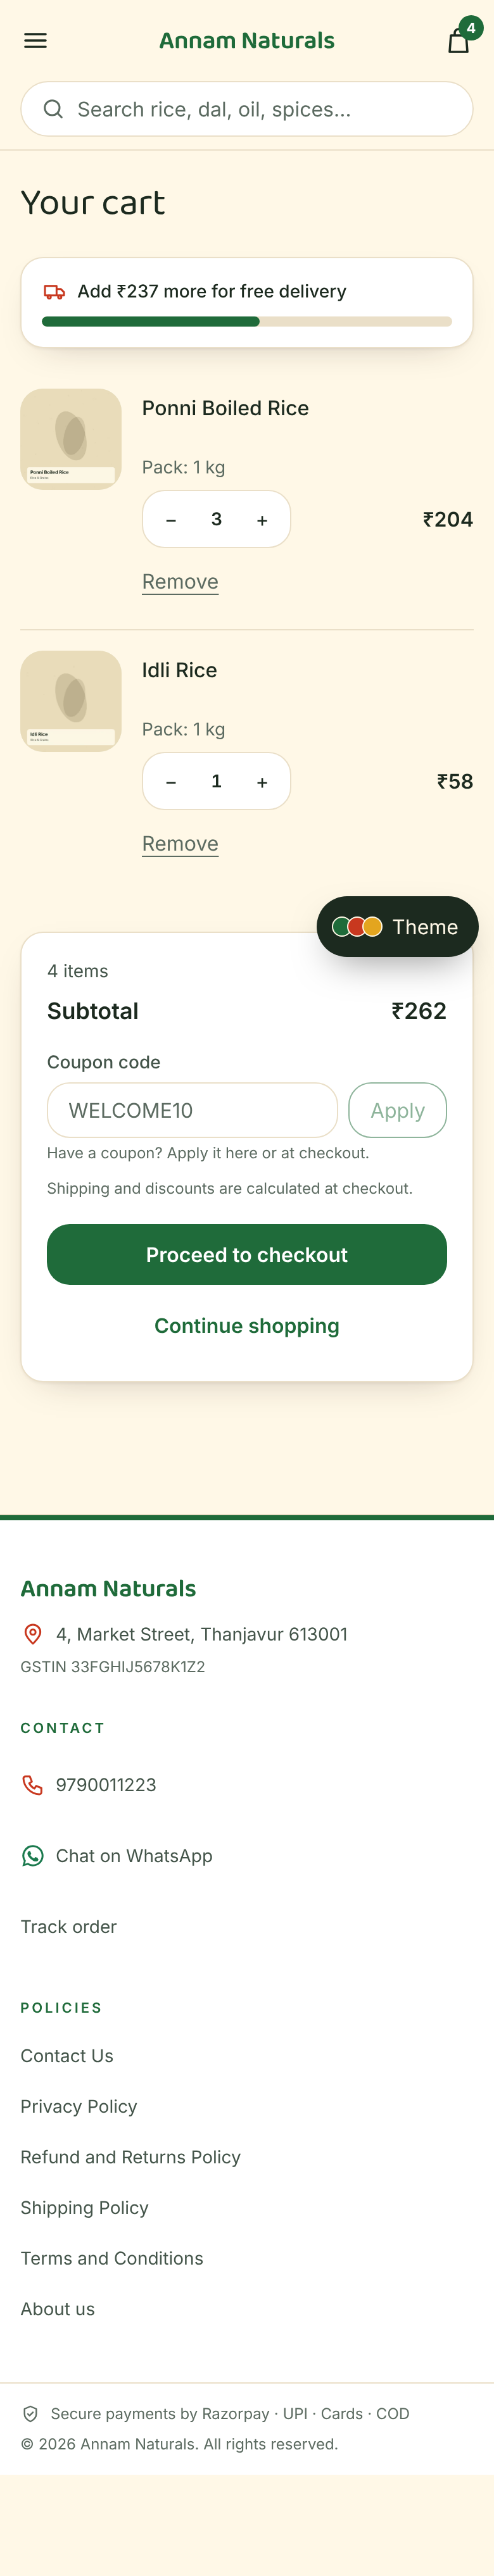 Annam Naturals
4
Search rice, dal, oil, spices...
Your cart
Add ₹237 more for free delivery
Ponni Boiled Rice
Ponni Boiled Rice
Pack: 1 kg
− 3 +
₹204
Remove
Idli Rice
Idli Rice
Pack: 1 kg
− 1 +
₹58
Remove
Theme
4 items
Subtotal ₹262
Coupon code
WELCOME10 Apply
Have a coupon? Apply it here or at checkout.
Shipping and discounts are calculated at checkout.
Proceed to checkout
Continue shopping
Annam Naturals
4, Market Street, Thanjavur 613001
GSTIN 33FGHIJ5678K1Z2
CONTACT
9790011223
Chat on WhatsApp
Track order
POLICIES
Contact Us
Privacy Policy
Refund and Returns Policy
Shipping Policy
Terms and Conditions
About us
Secure payments by Razorpay · UPI · Cards · COD
© 2026 Annam Naturals. All rights reserved.